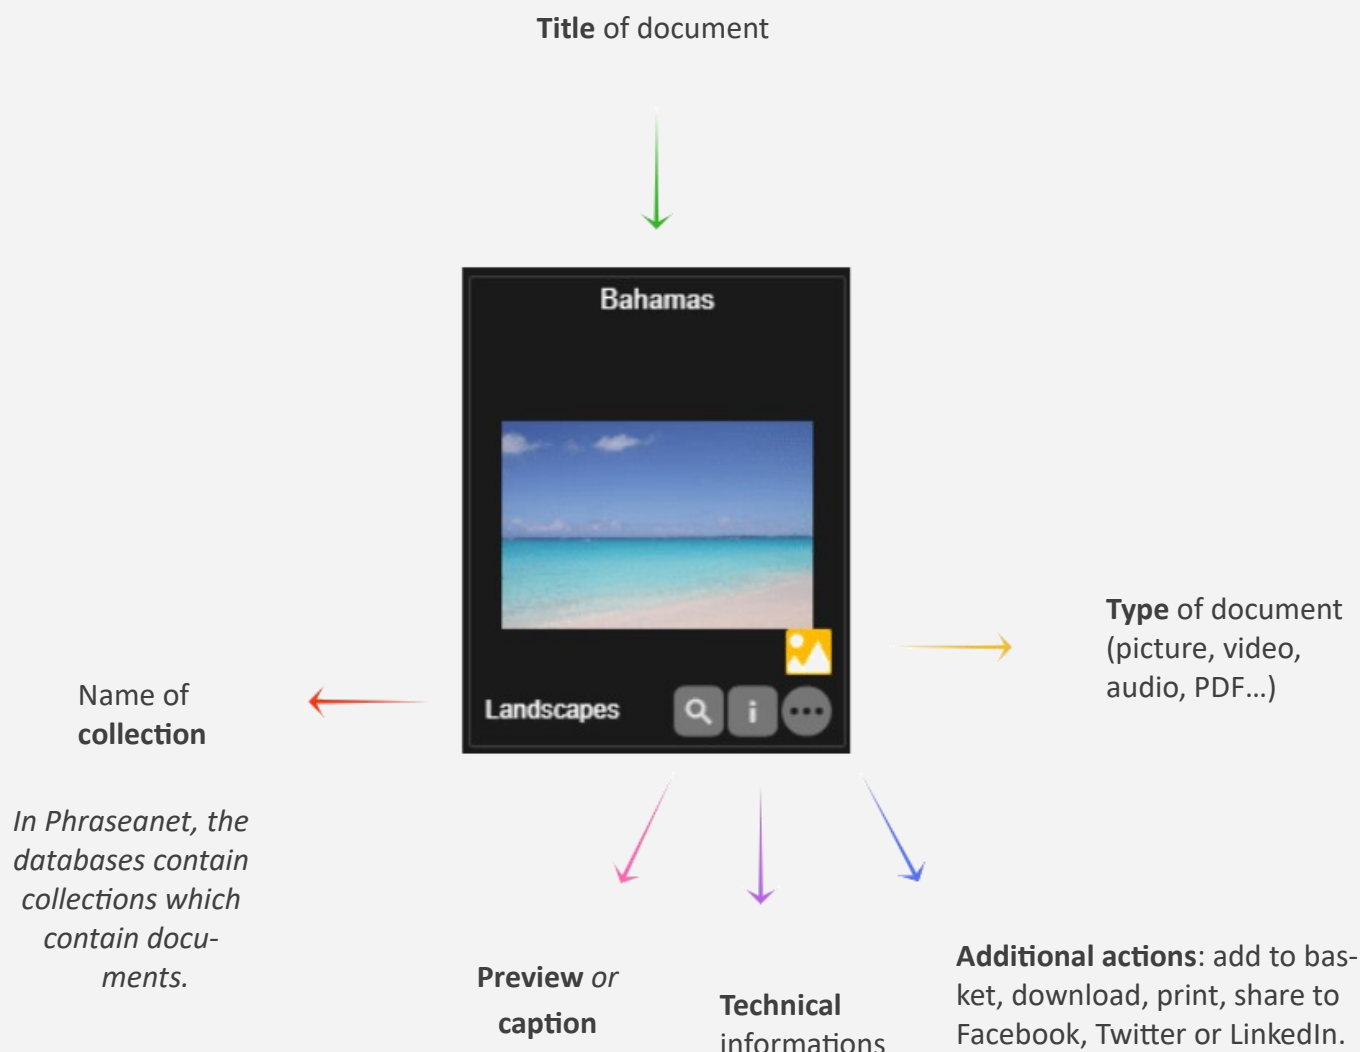 Title of document
Bahamas
Type of document
(picture, video,
audio, PDF...)
Landscapes
i
Name of
collection
In Phraseanet, the
databases contain
collections which
contain docu-
ments.
Preview or
caption
Technical
informations
Additional actions: add to bas-
ket, download, print, share to
Facebook, Twitter or LinkedIn.